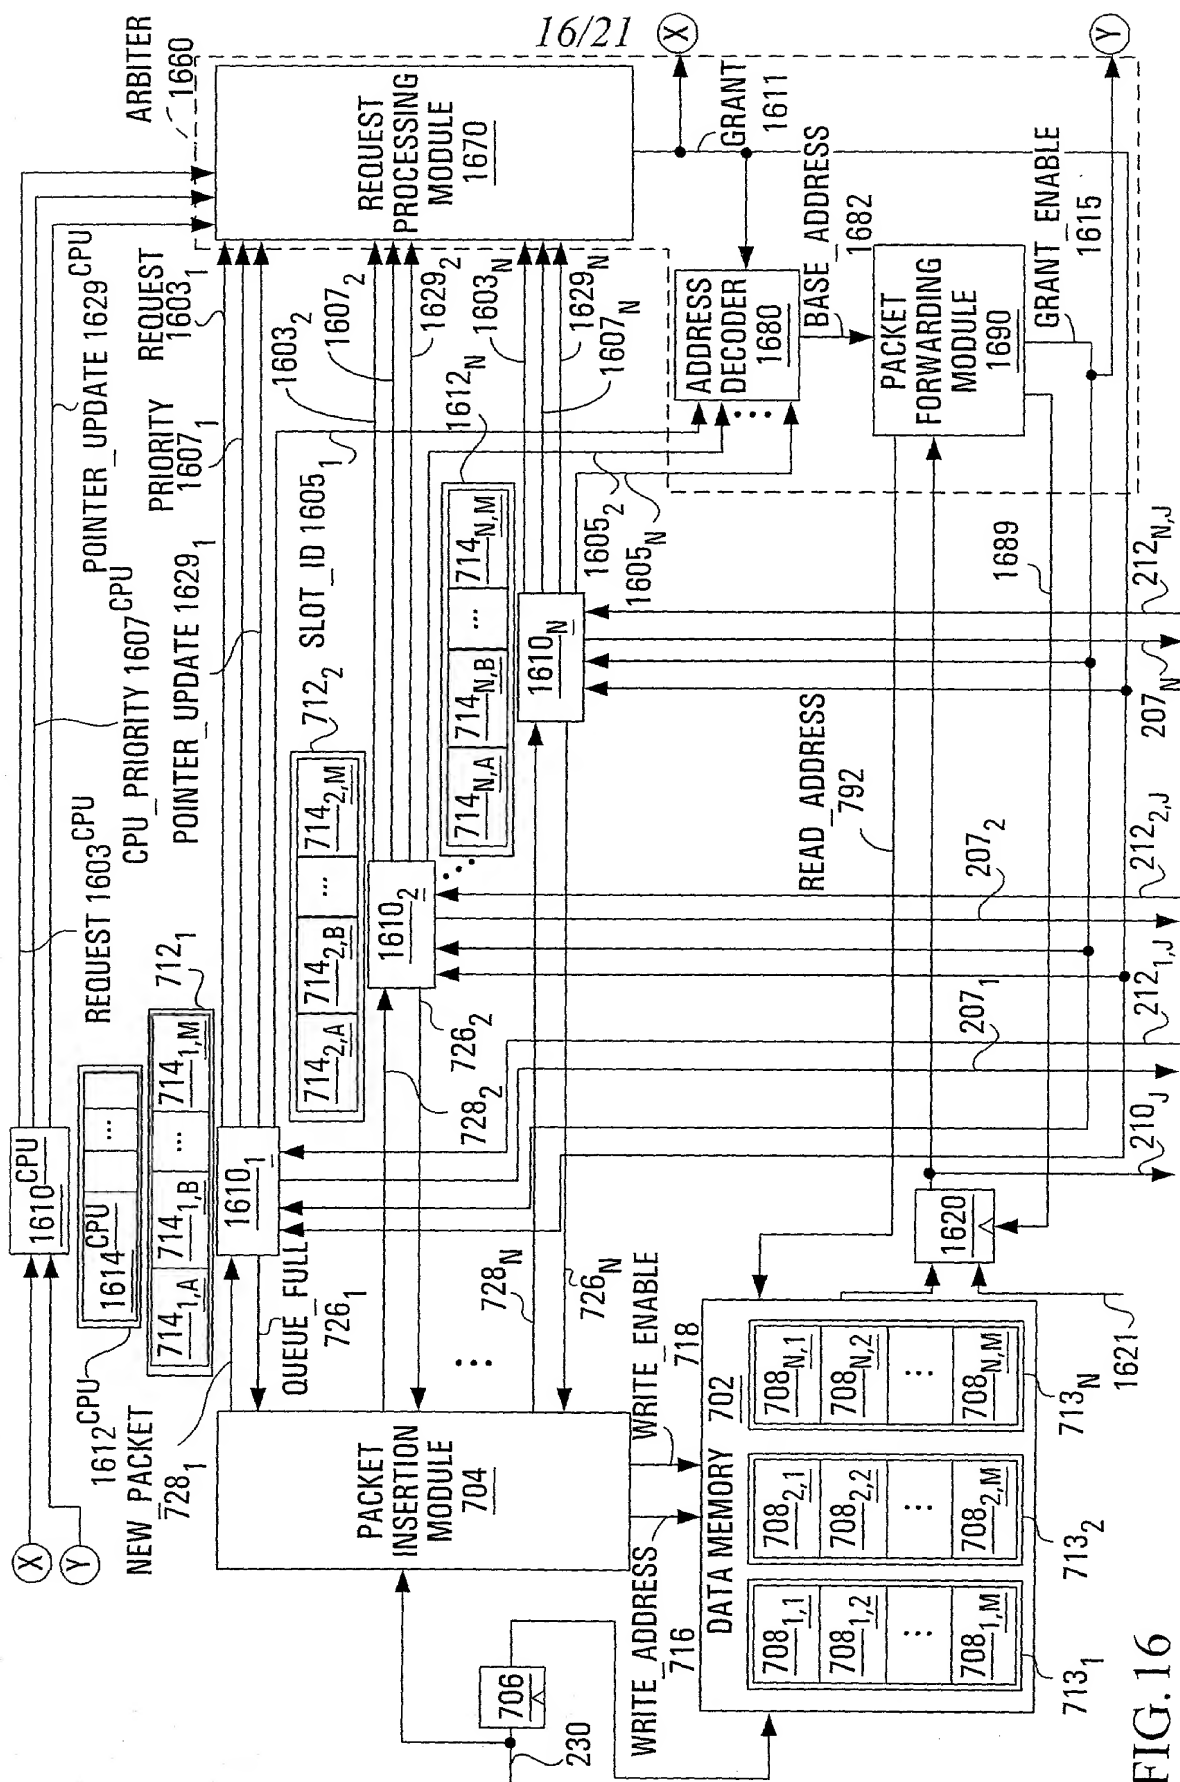 16/21
X
Y
ARBITER
1660
REQUEST
PROCESSING
MODULE
1670
GRANT
1611
ADDRESS
DECODER
1680
BASE_ADDRESS
1682
PACKET
FORWARDING
MODULE
1690
GRANT_ENABLE
1615
POINTER_UPDATE 1629CPU
CPU_PRIORITY 1607CPU
REQUEST 1603CPU
REQUEST
1603₁
PRIORITY
1607₁
POINTER_UPDATE 1629₁
SLOT_ID 1605₁
1603₂
1607₂
1629₂
1603N
1629N
1607N
1605₂
1605N
1610CPU
1612CPU
1614CPU
...
712₁
714₁,A
714₁,B
...
714₁,M
1610₁
712₂
714₂,A
714₂,B
...
714₂,M
1610₂
1612N
714N,A
714N,B
...
714N,M
1610N
X
Y
NEW PACKET
728₁
QUEUE_FULL
726₁
728₂
726₂
728N
726N
PACKET
INSERTION
MODULE
704
WRITE_ADDRESS
716
WRITE ENABLE
718
DATA MEMORY 702
708₁,₁
708₁,₂
708₁,M
713₁
708₂,₁
708₂,₂
708₂,M
713₂
708N,₁
708N,₂
708N,M
713N
706
230
READ_ADDRESS
792
1689
1620
1621
210J
207₁
212₁,J
207₂
212₂,J
207N
212N,J
FIG. 16